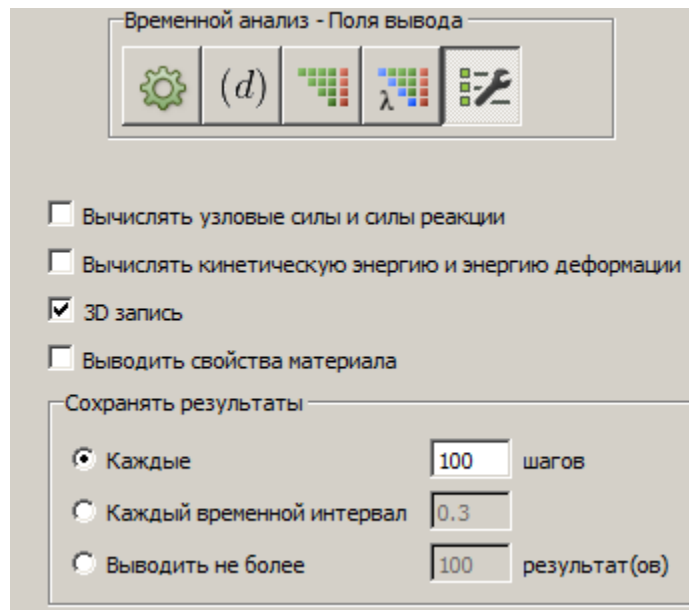 Временной анализ - Поля вывода
(d)
λ
Вычислять узловые силы и силы реакции
Вычислять кинетическую энергию и энергию деформации
3D запись
Выводить свойства материала
Сохранять результаты
Каждые 100 шагов
Каждый временной интервал 0.3
Выводить не более 100 результат(ов)